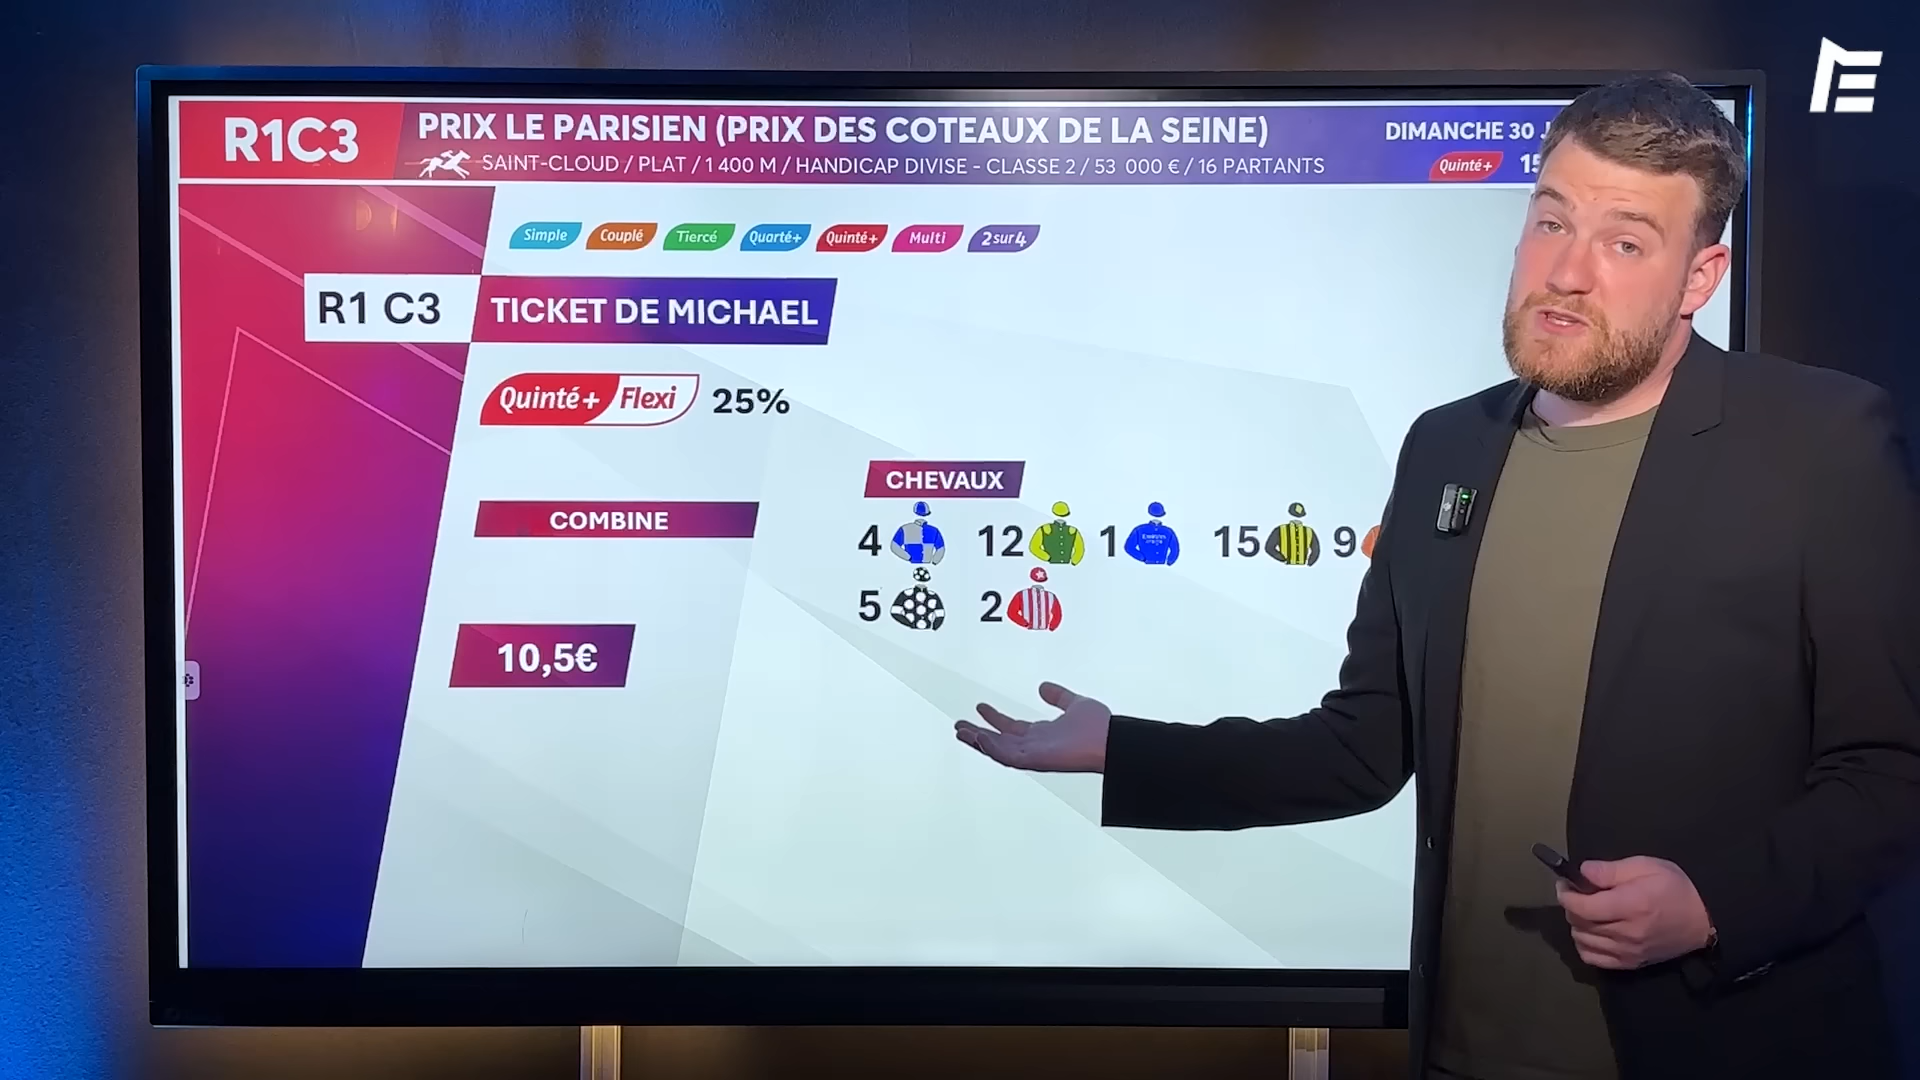 R1C3
PRIX LE PARISIEN (PRIX DES COTEAUX DE LA SEINE)
DIMANCHE 30
SAINT-CLOUD / PLAT / 1 400 M / HANDICAP DIVISE - CLASSE 2 / 53 000 € / 16 PARTANTS
Quinté+
Simple Couplé Tiercé Quarté+ Quinté+ Multi 2sur4
R1 C3 TICKET DE MICHAEL
Quinté+ Flexi 25%
CHEVAUX
COMBINE
4 12 1 15 9
5 2
10,5€